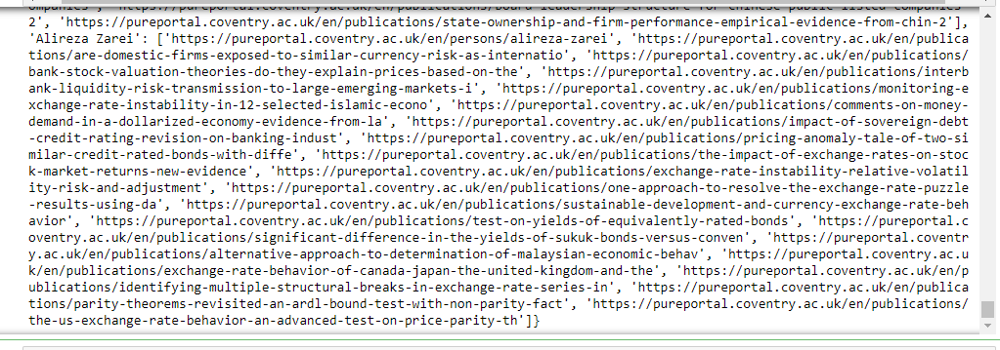 2', 'https://pureportal.coventry.ac.uk/en/publications/state-ownership-and-firm-performance-empirical-evidence-from-chin-2'],
'Alireza Zarei': ['https://pureportal.coventry.ac.uk/en/persons/alireza-zarei', 'https://pureportal.coventry.ac.uk/en/publica
tions/are-domestic-firms-exposed-to-similar-currency-risk-as-internatio', 'https://pureportal.coventry.ac.uk/en/publications/
bank-stock-valuation-theories-do-they-explain-prices-based-on-the', 'https://pureportal.coventry.ac.uk/en/publications/interb
ank-liquidity-risk-transmission-to-large-emerging-markets-i', 'https://pureportal.coventry.ac.uk/en/publications/monitoring-e
xchange-rate-instability-in-12-selected-islamic-econo', 'https://pureportal.coventry.ac.uk/en/publications/comments-on-money-
demand-in-a-dollarized-economy-evidence-from-la', 'https://pureportal.coventry.ac.uk/en/publications/impact-of-sovereign-debt
-credit-rating-revision-on-banking-indust', 'https://pureportal.coventry.ac.uk/en/publications/pricing-anomaly-tale-of-two-si
milar-credit-rated-bonds-with-diffe', 'https://pureportal.coventry.ac.uk/en/publications/the-impact-of-exchange-rates-on-stoc
k-market-returns-new-evidence', 'https://pureportal.coventry.ac.uk/en/publications/exchange-rate-instability-relative-volatil
ity-risk-and-adjustment', 'https://pureportal.coventry.ac.uk/en/publications/one-approach-to-resolve-the-exchange-rate-puzzle
-results-using-da', 'https://pureportal.coventry.ac.uk/en/publications/sustainable-development-and-currency-exchange-rate-beh
avior', 'https://pureportal.coventry.ac.uk/en/publications/test-on-yields-of-equivalently-rated-bonds', 'https://pureportal.c
oventry.ac.uk/en/publications/significant-difference-in-the-yields-of-sukuk-bonds-versus-conven', 'https://pureportal.coventr
y.ac.uk/en/publications/alternative-approach-to-determination-of-malaysian-economic-behav', 'https://pureportal.coventry.ac.u
k/en/publications/exchange-rate-behavior-of-canada-japan-the-united-kingdom-and-the', 'https://pureportal.coventry.ac.uk/en/p
ublications/identifying-multiple-structural-breaks-in-exchange-rate-series-in', 'https://pureportal.coventry.ac.uk/en/publica
tions/parity-theorems-revisited-an-ardl-bound-test-with-non-parity-fact', 'https://pureportal.coventry.ac.uk/en/publications/
the-us-exchange-rate-behavior-an-advanced-test-on-price-parity-th']}